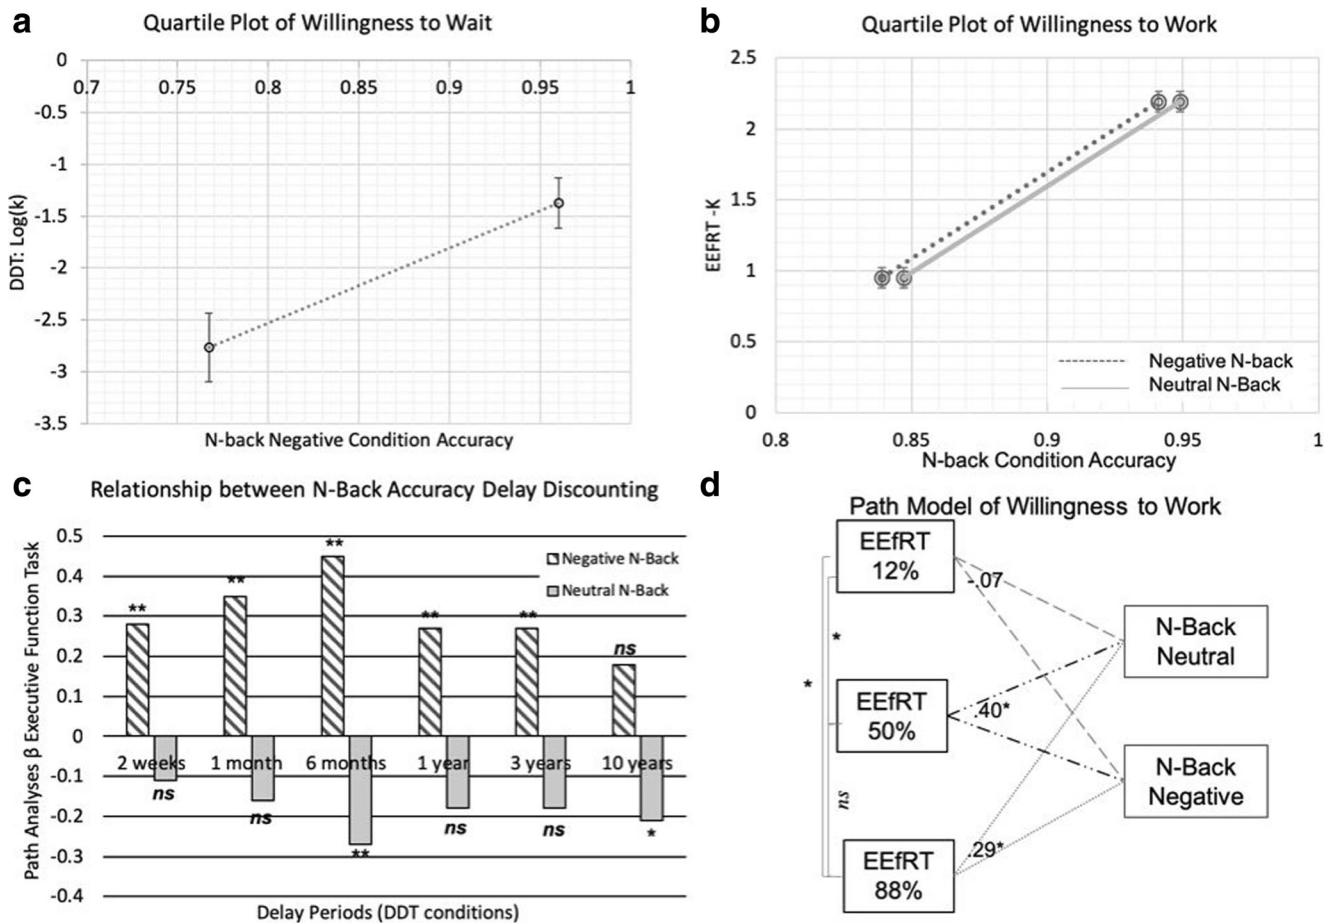 a
Quartile Plot of Willingness to Wait
0
0.7 0.75 0.8 0.85 0.9 0.95 1
-0.5
-1
-1.5
-2
-2.5
-3
-3.5
DDT: Log(k)
N-back Negative Condition Accuracy
b
Quartile Plot of Willingness to Work
2.5
2
1.5
1
0.5
0
EEFRT -K
Negative N-back
Neutral N-Back
0.8 0.85 0.9 0.95 1
N-back Condition Accuracy
c
Relationship between N-Back Accuracy Delay Discounting
Path Analyses β Executive Function Task
0.5
0.4
0.3
0.2
0.1
0
-0.1
-0.2
-0.3
-0.4
Negative N-Back
Neutral N-Back
** ** ** ** ** ns
2 weeks 1 month 6 months 1 year 3 years 10 years
ns ns ** ns ns *
Delay Periods (DDT conditions)
d
Path Model of Willingness to Work
EEfRT
12%
-.07
N-Back
Neutral
*
*
EEfRT
50%
.40*
N-Back
Negative
ns
EEfRT
88%
.29*